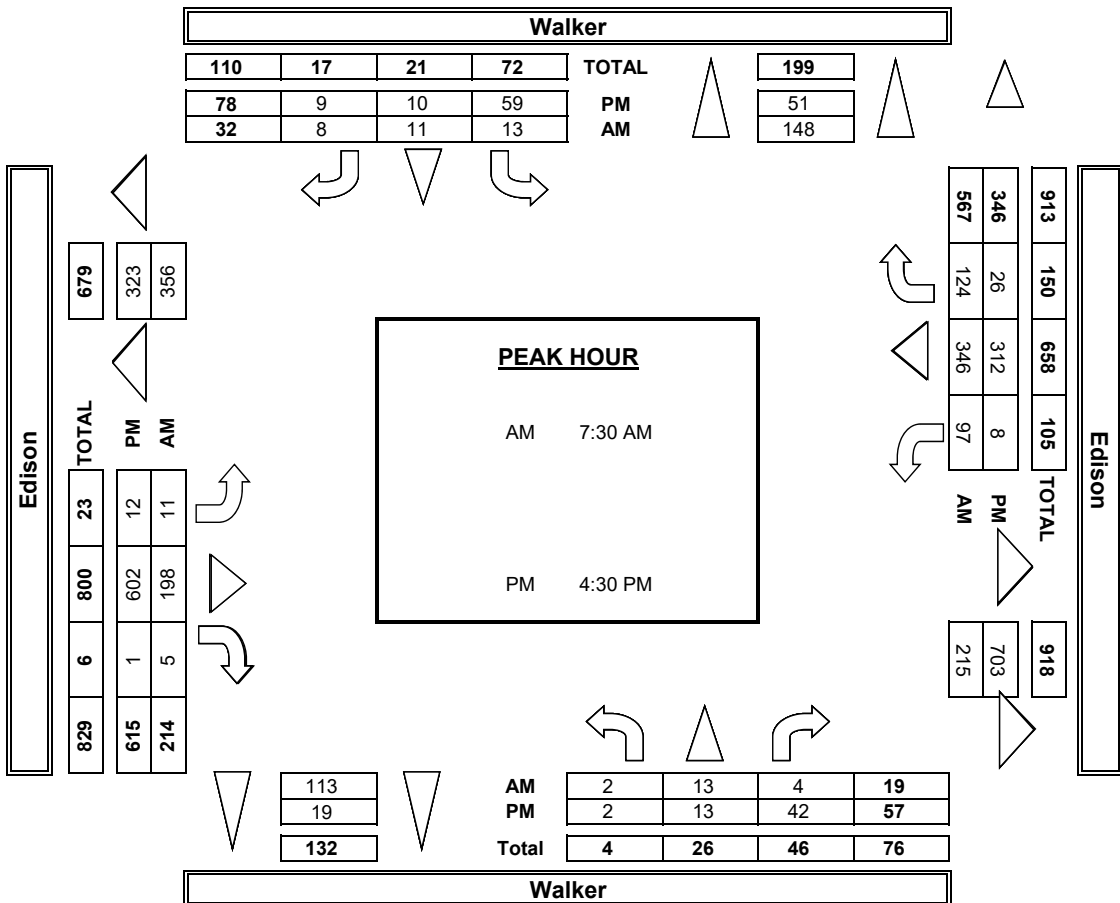 Walker
110 17 21 72 TOTAL 199
78 9 10 59 PM 51
32 8 11 13 AM 148
Edison
679
323
356
TOTAL
PM
AM
23 800 6 829
12 602 1 615
11 198 5 214
PEAK HOUR
AM 7:30 AM
PM 4:30 PM
913 150 658 105 TOTAL
346 26 312 8 PM
567 124 346 97 AM
918
703
215
Edison
113 AM 2 13 4 19
19 PM 2 13 42 57
132 Total 4 26 46 76
Walker